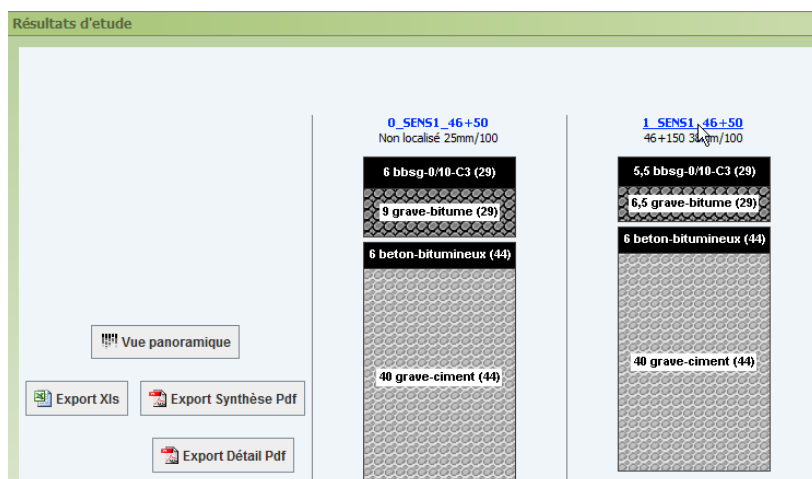 Résultats d'etude
0_SENS1_46+50
Non localisé 25mm/100
6 bbsg-0/10-C3 (29)
9 grave-bitume (29)
6 beton-bitumineux (44)
40 grave-ciment (44)
1_SENS1_46+50
46+150 38mm/100
5,5 bbsg-0/10-C3 (29)
6,5 grave-bitume (29)
6 beton-bitumineux (44)
40 grave-ciment (44)
Vue panoramique
Export Xls
Export Synthèse Pdf
Export Détail Pdf